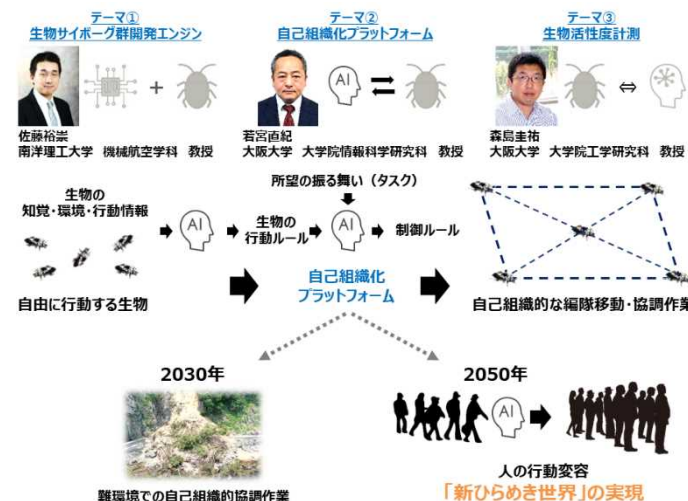 テーマ①
生物サイボーグ群開発エンジン
佐藤裕崇
南洋理工大学 機械航空学科 教授
テーマ②
自己組織化プラットフォーム
AI
若宮直紀
大阪大学 大学院情報科学研究科 教授
テーマ③
生物活性度計測
森島圭祐
大阪大学 大学院工学研究科 教授
所望の振る舞い（タスク）
生物の
知覚・環境・行動情報
AI
生物の
行動ルール
AI
制御ルール
自由に行動する生物
自己組織化
プラットフォーム
自己組織的な編隊移動・協調作業
2030年
難環境での自己組織的協調作業
2050年
AI
人の行動変容
「新ひらめき世界」の実現